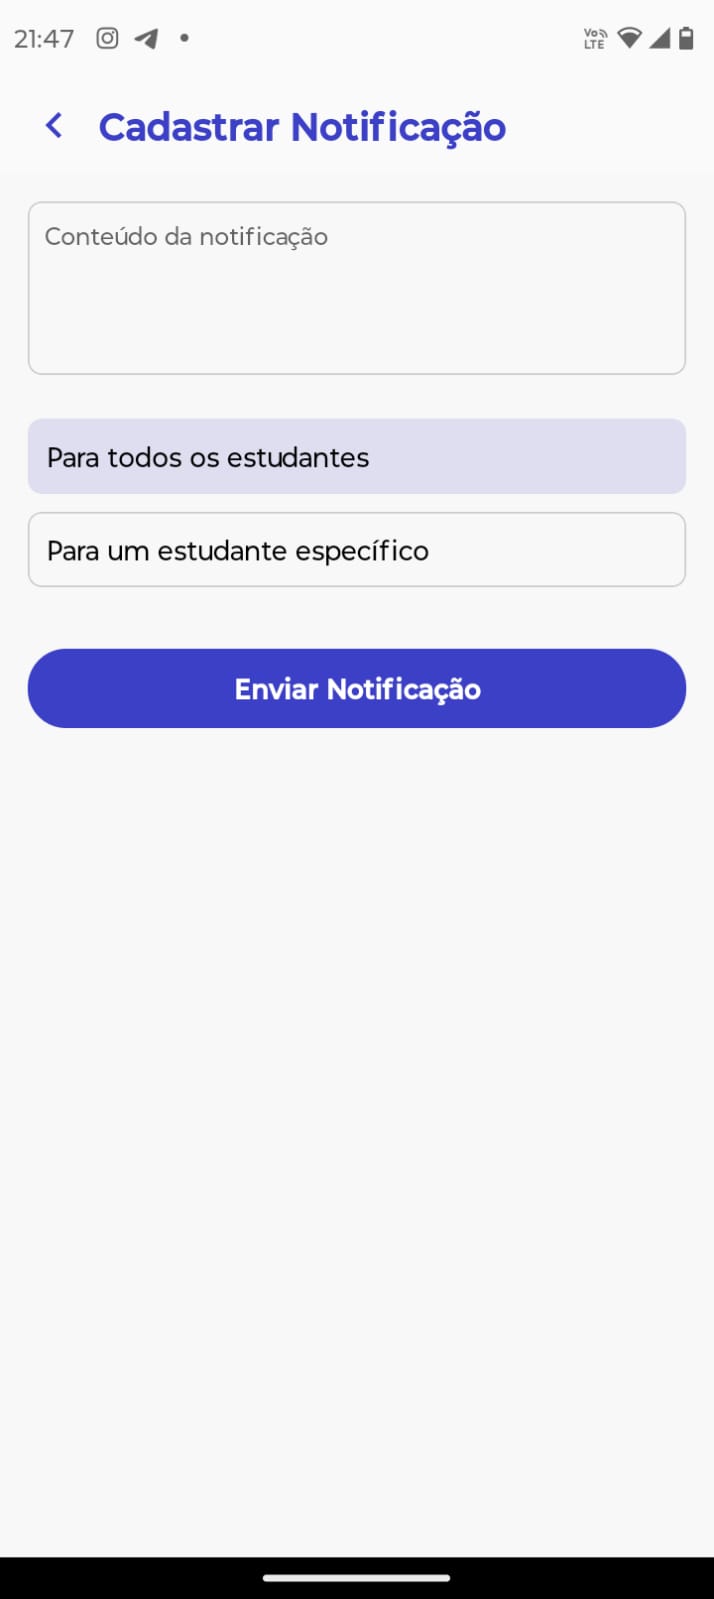 21:47
Vo LTE
Cadastrar Notificação
Conteúdo da notificação
Para todos os estudantes
Para um estudante específico
Enviar Notificação